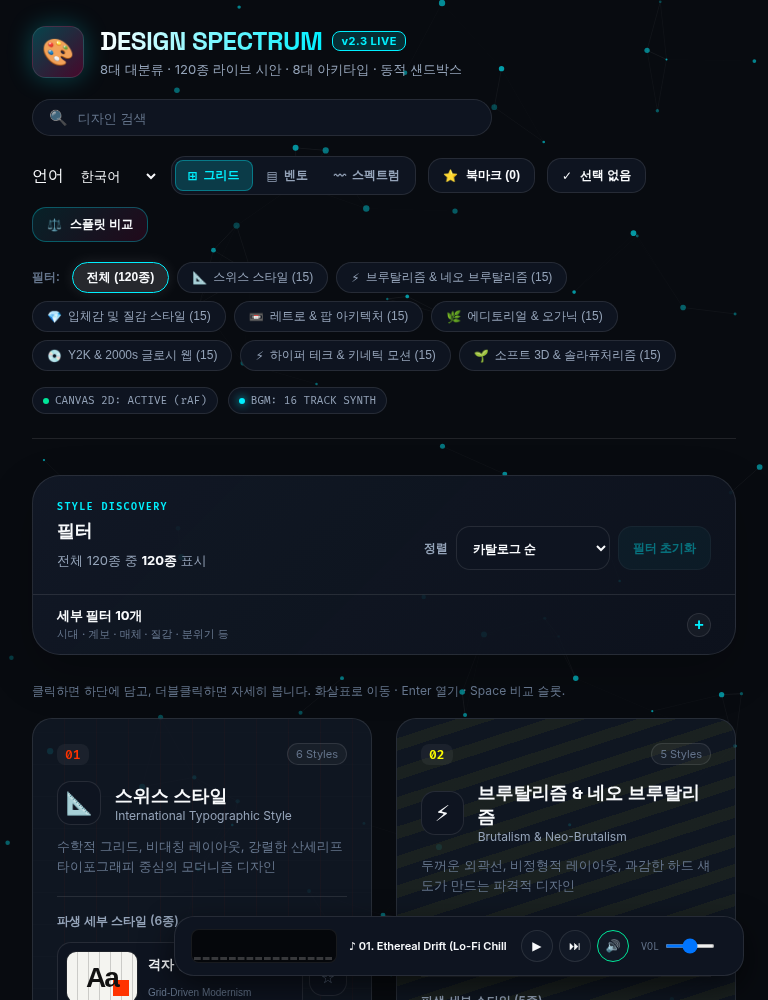 DESIGN SPECTRUM v2.3 LIVE
8대 대분류 · 120종 라이브 시안 · 8대 아키타입 · 동적 샌드박스
디자인 검색
언어 한국어 그리드 벤토 스펙트럼 북마크 (0) ✓ 선택 없음
스플릿 비교
필터: 전체 (120종) 스위스 스타일 (15) 브루탈리즘 & 네오 브루탈리즘 (15)
입체감 및 질감 스타일 (15) 레트로 & 팝 아키텍처 (15) 에디토리얼 & 오가닉 (15)
Y2K & 2000s 글로시 웹 (15) 하이퍼 테크 & 키네틱 모션 (15) 소프트 3D & 솔라퓨처리즘 (15)
CANVAS 2D: ACTIVE (rAF) BGM: 16 TRACK SYNTH
STYLE DISCOVERY
필터
전체 120종 중 120종 표시
정렬 카탈로그 순 필터 초기화
세부 필터 10개
시대 · 계보 · 매체 · 질감 · 분위기 등
+
클릭하면 하단에 담고, 더블클릭하면 자세히 봅니다. 화살표로 이동 · Enter 열기 · Space 비교 슬롯.
01 6 Styles
스위스 스타일
International Typographic Style
수학적 그리드, 비대칭 레이아웃, 강렬한 산세리프
타이포그래피 중심의 모더니즘 디자인
파생 세부 스타일 (6종)
Aa
격자
Grid-Driven Modernism
02 5 Styles
브루탈리즘 & 네오 브루탈리
즘
Brutalism & Neo-Brutalism
두꺼운 외곽선, 비정형적 레이아웃, 과감한 하드 섀
도가 만드는 파격적 디자인
♪ 01. Ethereal Drift (Lo-Fi Chill
VOL